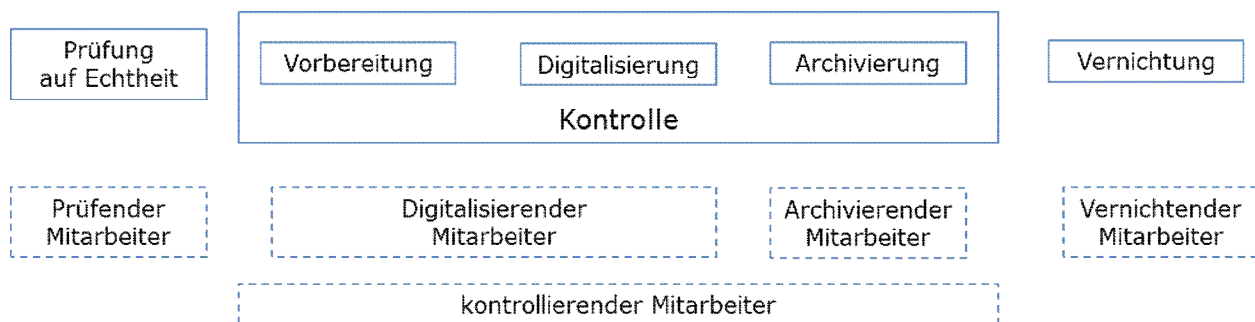 Prüfung
auf Echtheit
Vorbereitung
Digitalisierung
Archivierung
Vernichtung
Kontrolle
Prüfender
Mitarbeiter
Digitalisierender
Mitarbeiter
Archivierender
Mitarbeiter
Vernichtender
Mitarbeiter
kontrollierender Mitarbeiter